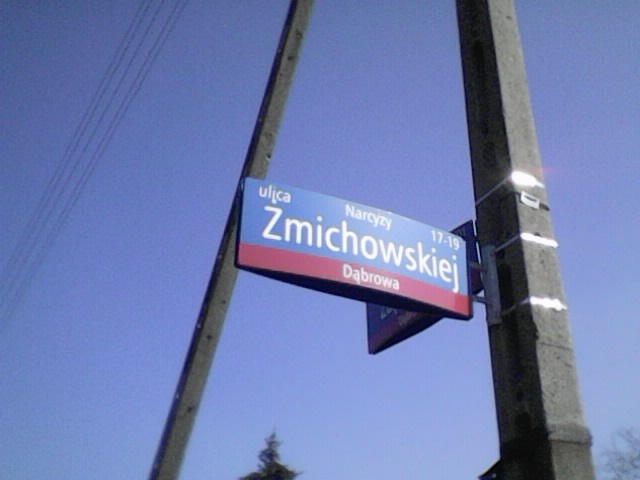 ulica
Narcyzy
17-19
Zmichowskiej
Dąbrowa